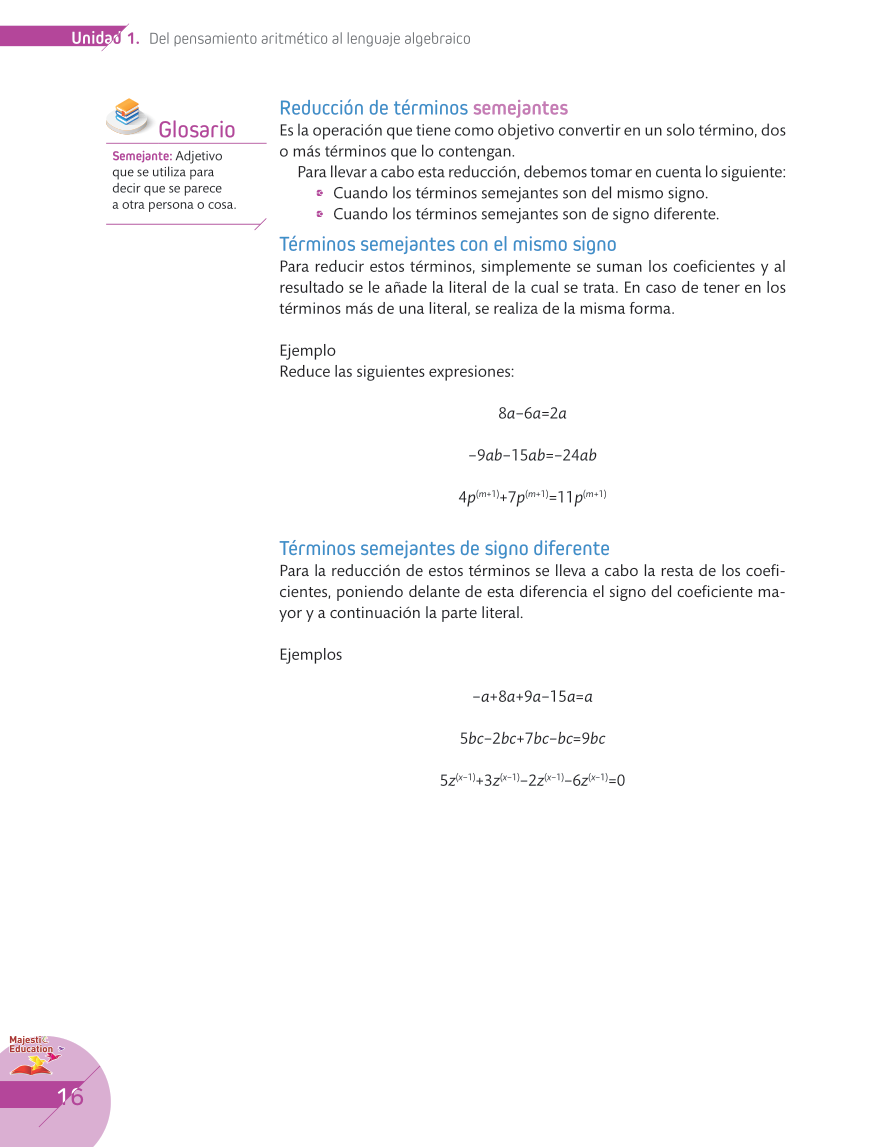 Unidad 1. Del pensamiento aritmético al lenguaje algebraico
Glosario
Semejante: Adjetivo
que se utiliza para
decir que se parece
a otra persona o cosa.
Reducción de términos semejantes
Es la operación que tiene como objetivo convertir en un solo término, dos
o más términos que lo contengan.
Para llevar a cabo esta reducción, debemos tomar en cuenta lo siguiente:
Cuando los términos semejantes son del mismo signo.
Cuando los términos semejantes son de signo diferente.
Términos semejantes con el mismo signo
Para reducir estos términos, simplemente se suman los coeficientes y al
resultado se le añade la literal de la cual se trata. En caso de tener en los
términos más de una literal, se realiza de la misma forma.
Ejemplo
Reduce las siguientes expresiones:
8a–6a=2a
–9ab–15ab=–24ab
4p⁽ᵐ⁺¹⁾+7p⁽ᵐ⁺¹⁾=11p⁽ᵐ⁺¹⁾
Términos semejantes de signo diferente
Para la reducción de estos términos se lleva a cabo la resta de los coefi-
cientes, poniendo delante de esta diferencia el signo del coeficiente ma-
yor y a continuación la parte literal.
Ejemplos
–a+8a+9a–15a=a
5bc–2bc+7bc–bc=9bc
5z⁽ˣ⁻¹⁾+3z⁽ˣ⁻¹⁾–2z⁽ˣ⁻¹⁾–6z⁽ˣ⁻¹⁾=0
Majestic
Education
16